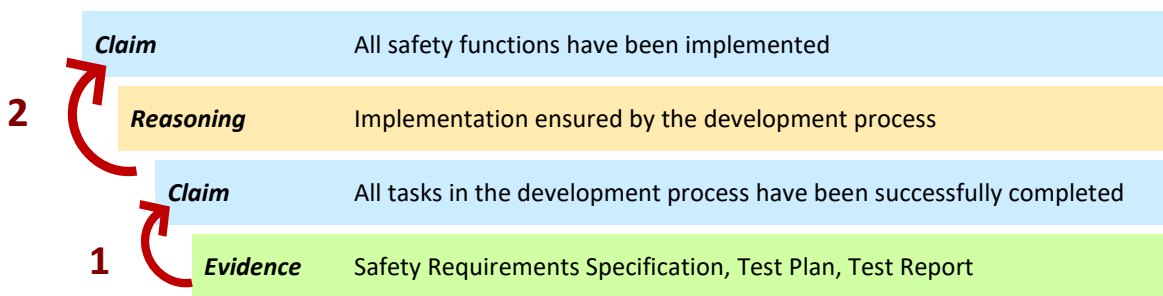 Claim All safety functions have been implemented
2
Reasoning Implementation ensured by the development process
Claim All tasks in the development process have been successfully completed
1
Evidence Safety Requirements Specification, Test Plan, Test Report